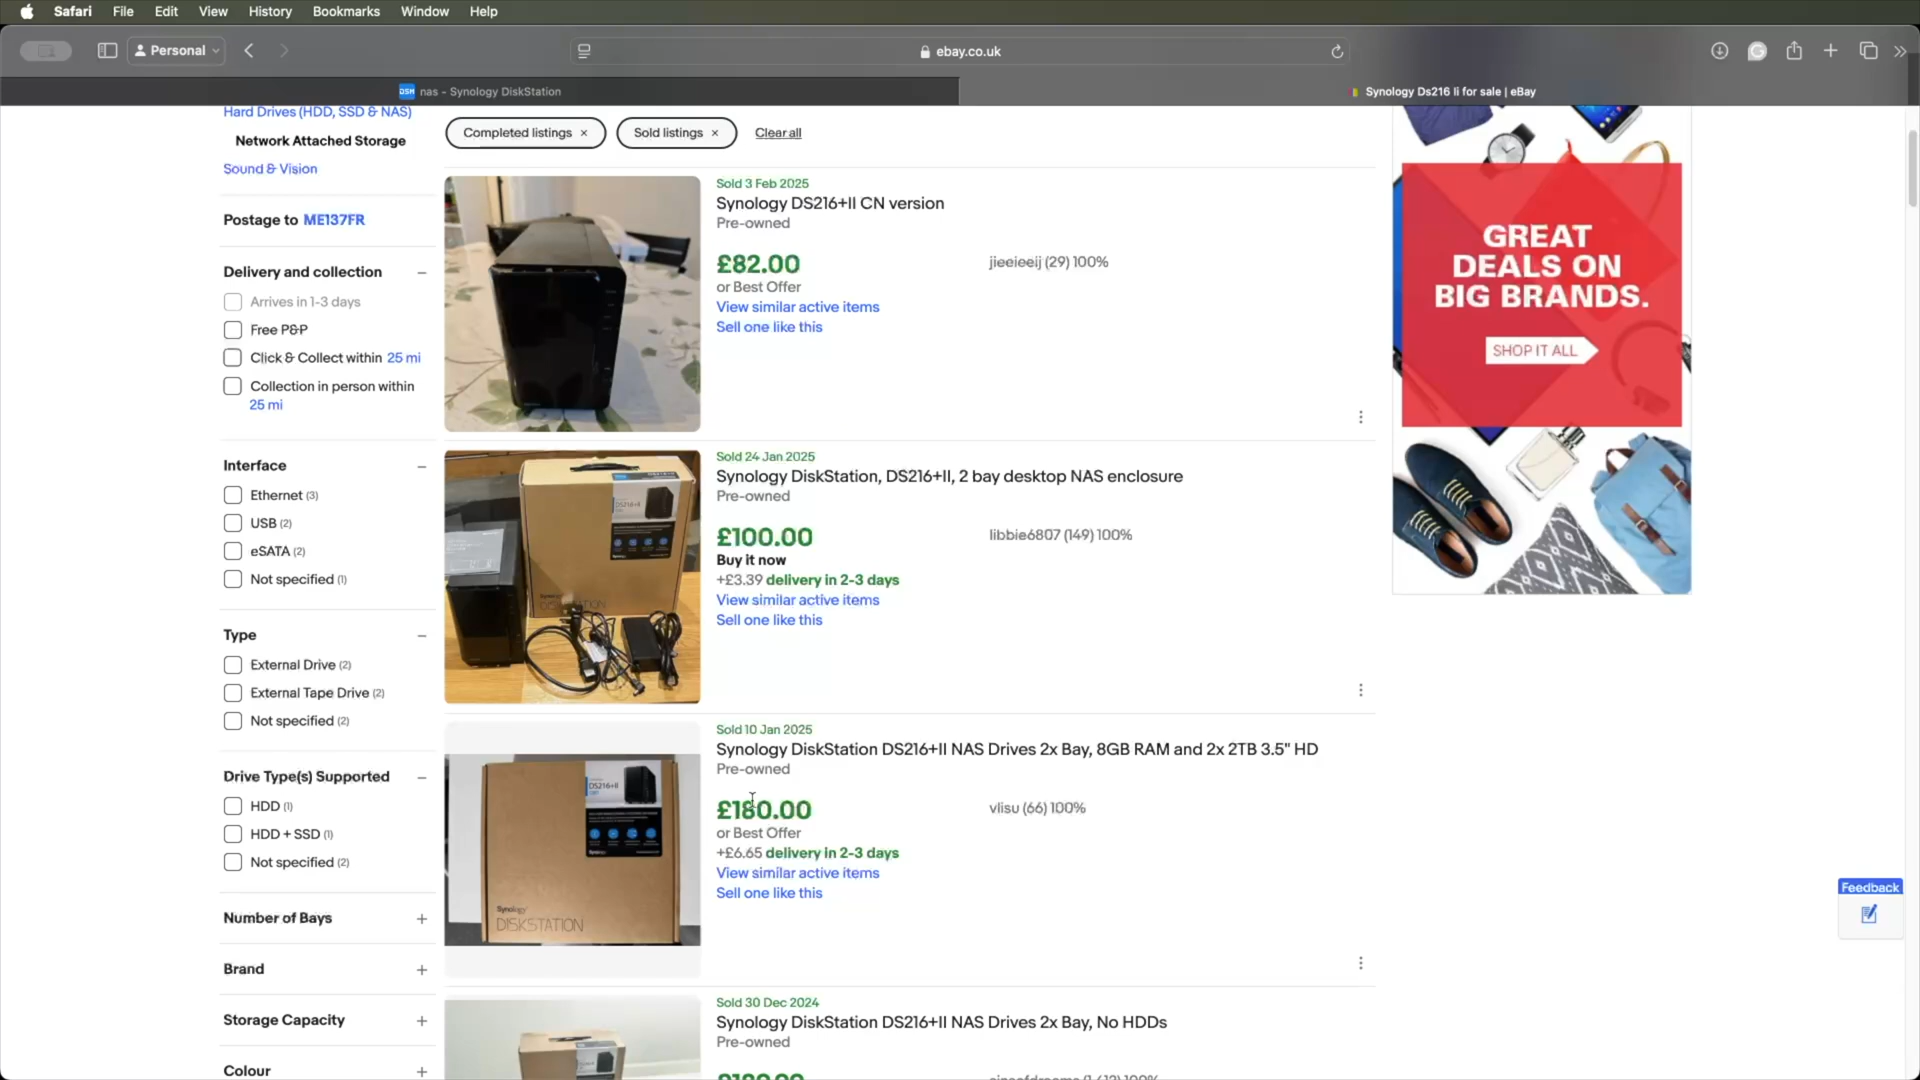 Safari File Edit View History Bookmarks Window Help
Personal
ebay.co.uk
DSM nas - Synology DiskStation
Synology Ds216 Ii for sale | eBay
Hard Drives (HDD, SSD & NAS)
Network Attached Storage
Sound & Vision
Postage to ME137FR
Delivery and collection
Arrives in 1-3 days
Free P&P
Click & Collect within 25 mi
Collection in person within
25 mi
Interface
Ethernet (3)
USB (2)
eSATA (2)
Not specified (1)
Type
External Drive (2)
External Tape Drive (2)
Not specified (2)
Drive Type(s) Supported
HDD (1)
HDD + SSD (1)
Not specified (2)
Number of Bays
Brand
Storage Capacity
Colour
Completed listings × Sold listings × Clear all
Sold 3 Feb 2025
Synology DS216+II CN version
Pre-owned
£82.00
jieeieeij (29) 100%
or Best Offer
View similar active items
Sell one like this
Sold 24 Jan 2025
Synology DiskStation, DS216+II, 2 bay desktop NAS enclosure
Pre-owned
£100.00
libbie6807 (149) 100%
Buy it now
+£3.39 delivery in 2-3 days
View similar active items
Sell one like this
DS216+II
Sold 10 Jan 2025
Synology DiskStation DS216+II NAS Drives 2x Bay, 8GB RAM and 2x 2TB 3.5" HD
Pre-owned
£180.00
vlisu (66) 100%
or Best Offer
+£6.65 delivery in 2-3 days
View similar active items
Sell one like this
DS216+II
Synology
DISKSTATION
Sold 30 Dec 2024
Synology DiskStation DS216+II NAS Drives 2x Bay, No HDDs
Pre-owned
GREAT
DEALS ON
BIG BRANDS.
SHOP IT ALL
Feedback